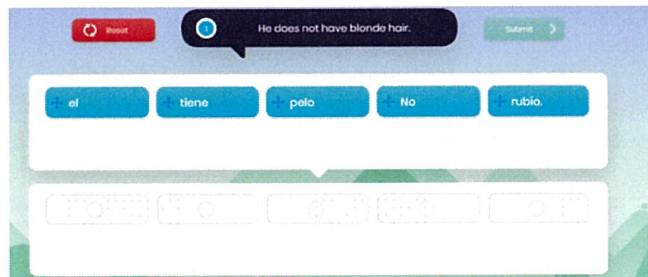 Reset
1
He does not have blonde hair.
Submit
el
tiene
pelo
No
rubio.